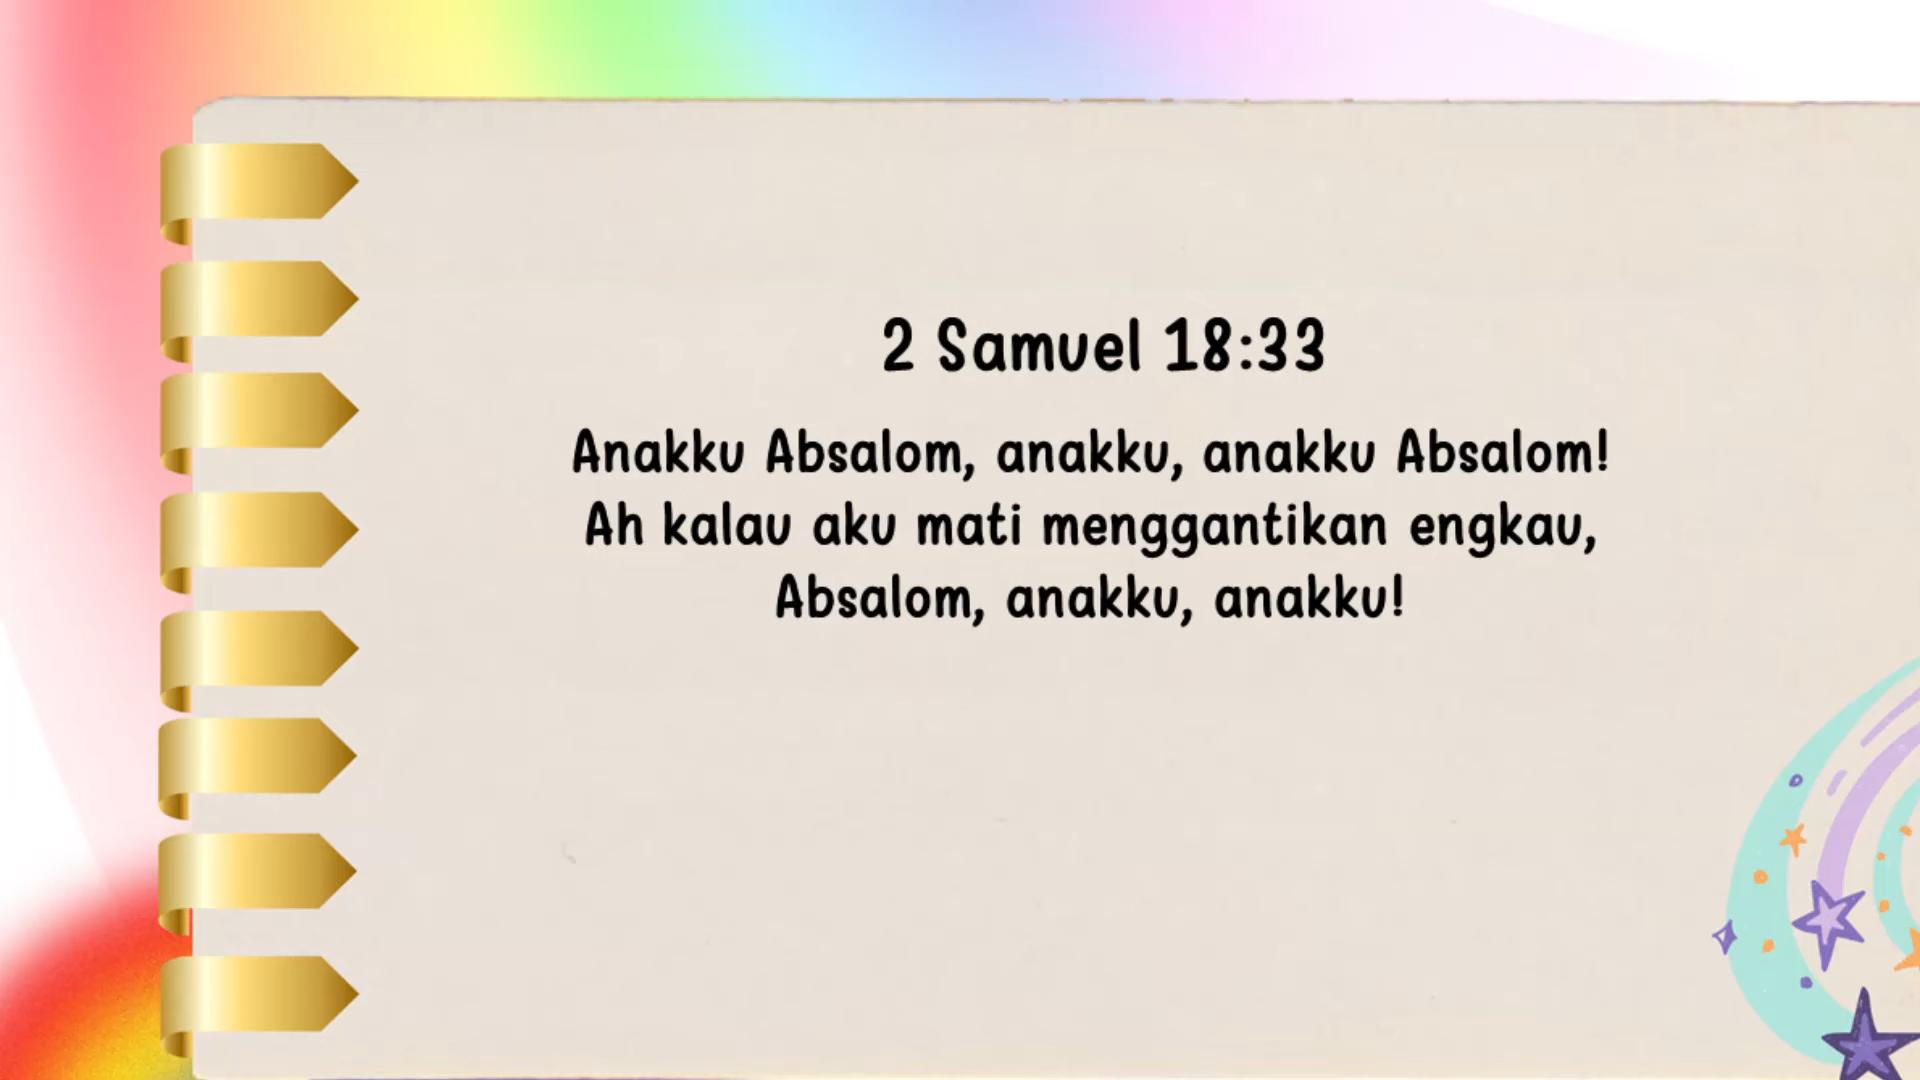 2 Samuel 18:33
Anakku Absalom, anakku, anakku Absalom!
Ah kalau aku mati menggantikan engkau,
Absalom, anakku, anakku!